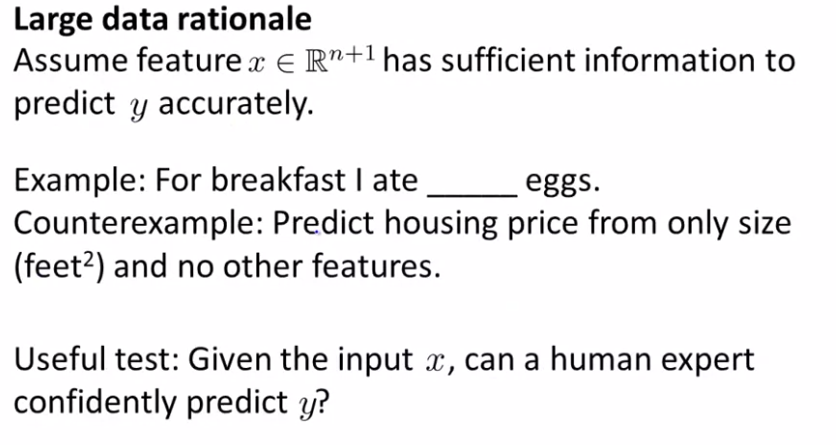 Large data rationale
Assume feature x ∈ ℝⁿ⁺¹ has sufficient information to
predict y accurately.
Example: For breakfast I ate _____ eggs.
Counterexample: Predict housing price from only size
(feet²) and no other features.
Useful test: Given the input x, can a human expert
confidently predict y?